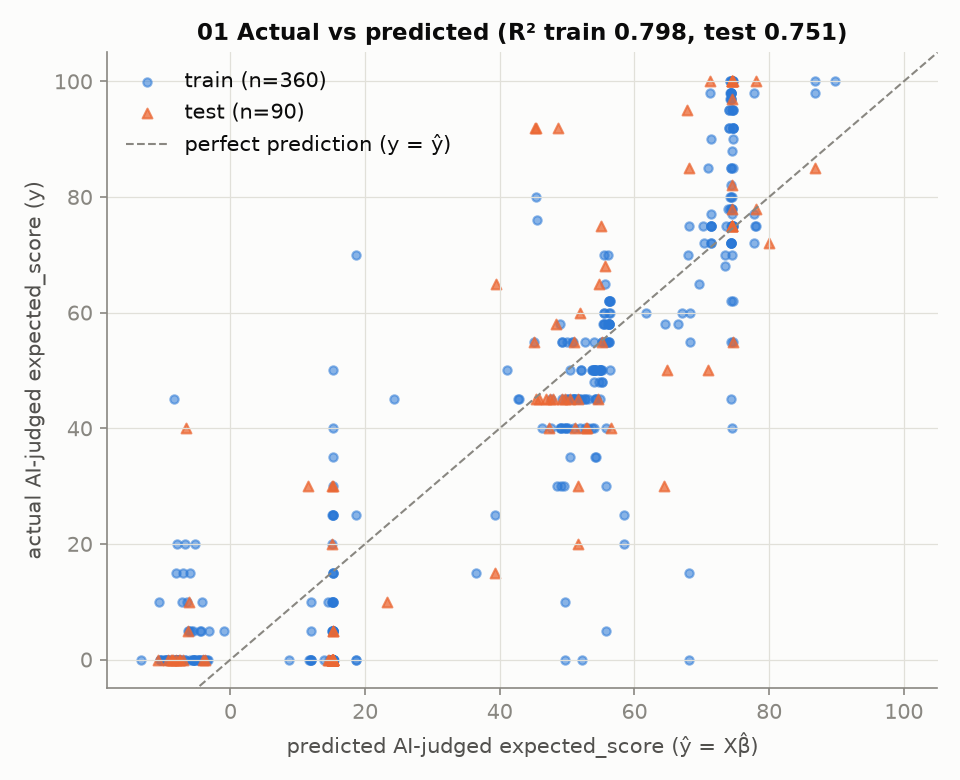 01 Actual vs predicted (R² train 0.798, test 0.751)
train (n=360)
test (n=90)
perfect prediction (y = ŷ)
100
80
60
40
20
0
actual AI-judged expected_score (y)
0 20 40 60 80 100
predicted AI-judged expected_score (ŷ = Xβ̂)